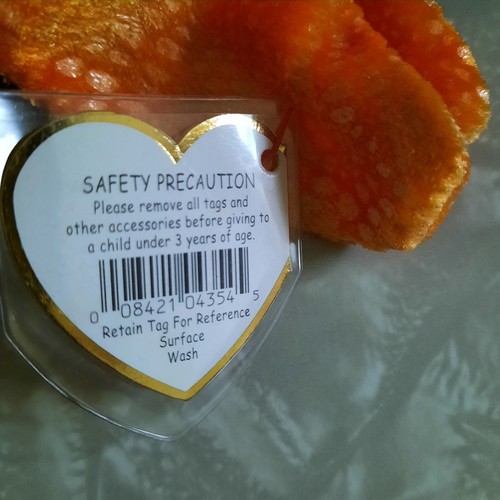 SAFETY PRECAUTION
Please remove all tags and
other accessories before giving to
a child under 3 years of age.
0 08421 04354 5
Retain Tag For Reference
Surface
Wash